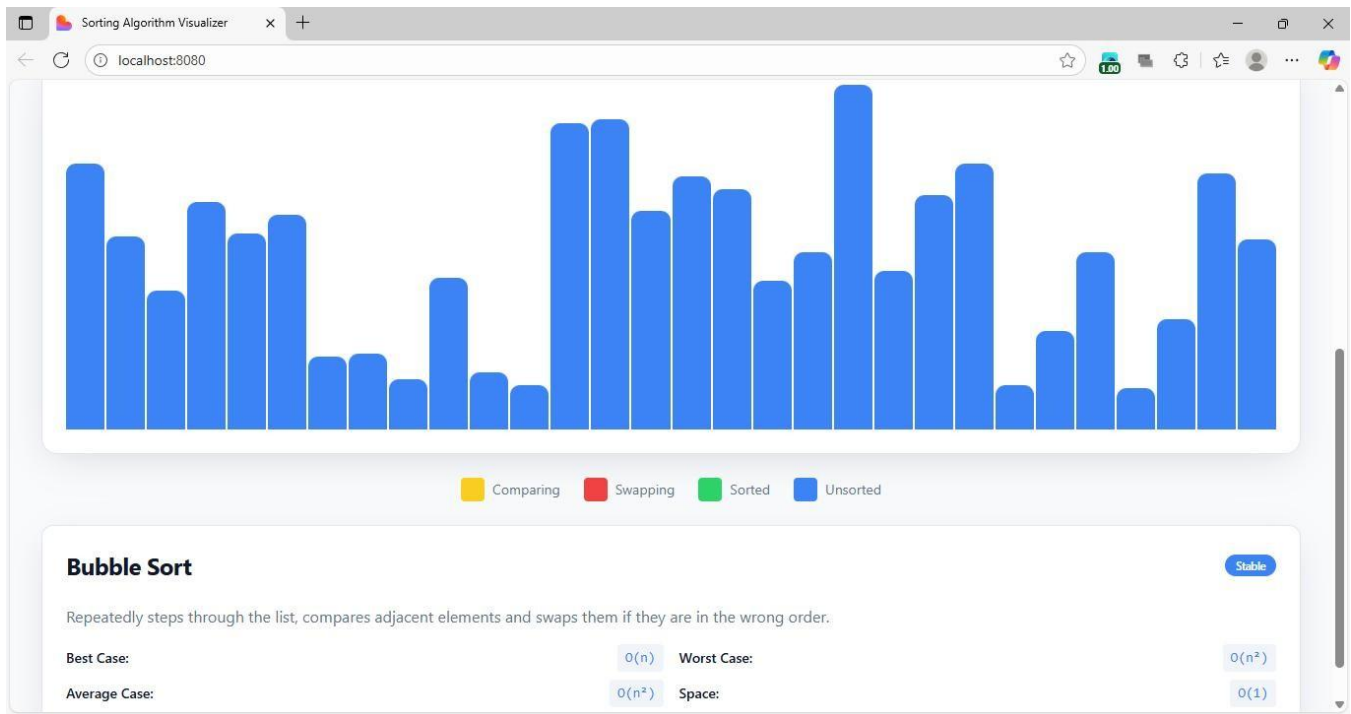 Sorting Algorithm Visualizer
localhost:8080
1.00
Comparing Swapping Sorted Unsorted
Bubble Sort
Stable
Repeatedly steps through the list, compares adjacent elements and swaps them if they are in the wrong order.
Best Case: O(n) Worst Case: O(n²)
Average Case: O(n²) Space: O(1)